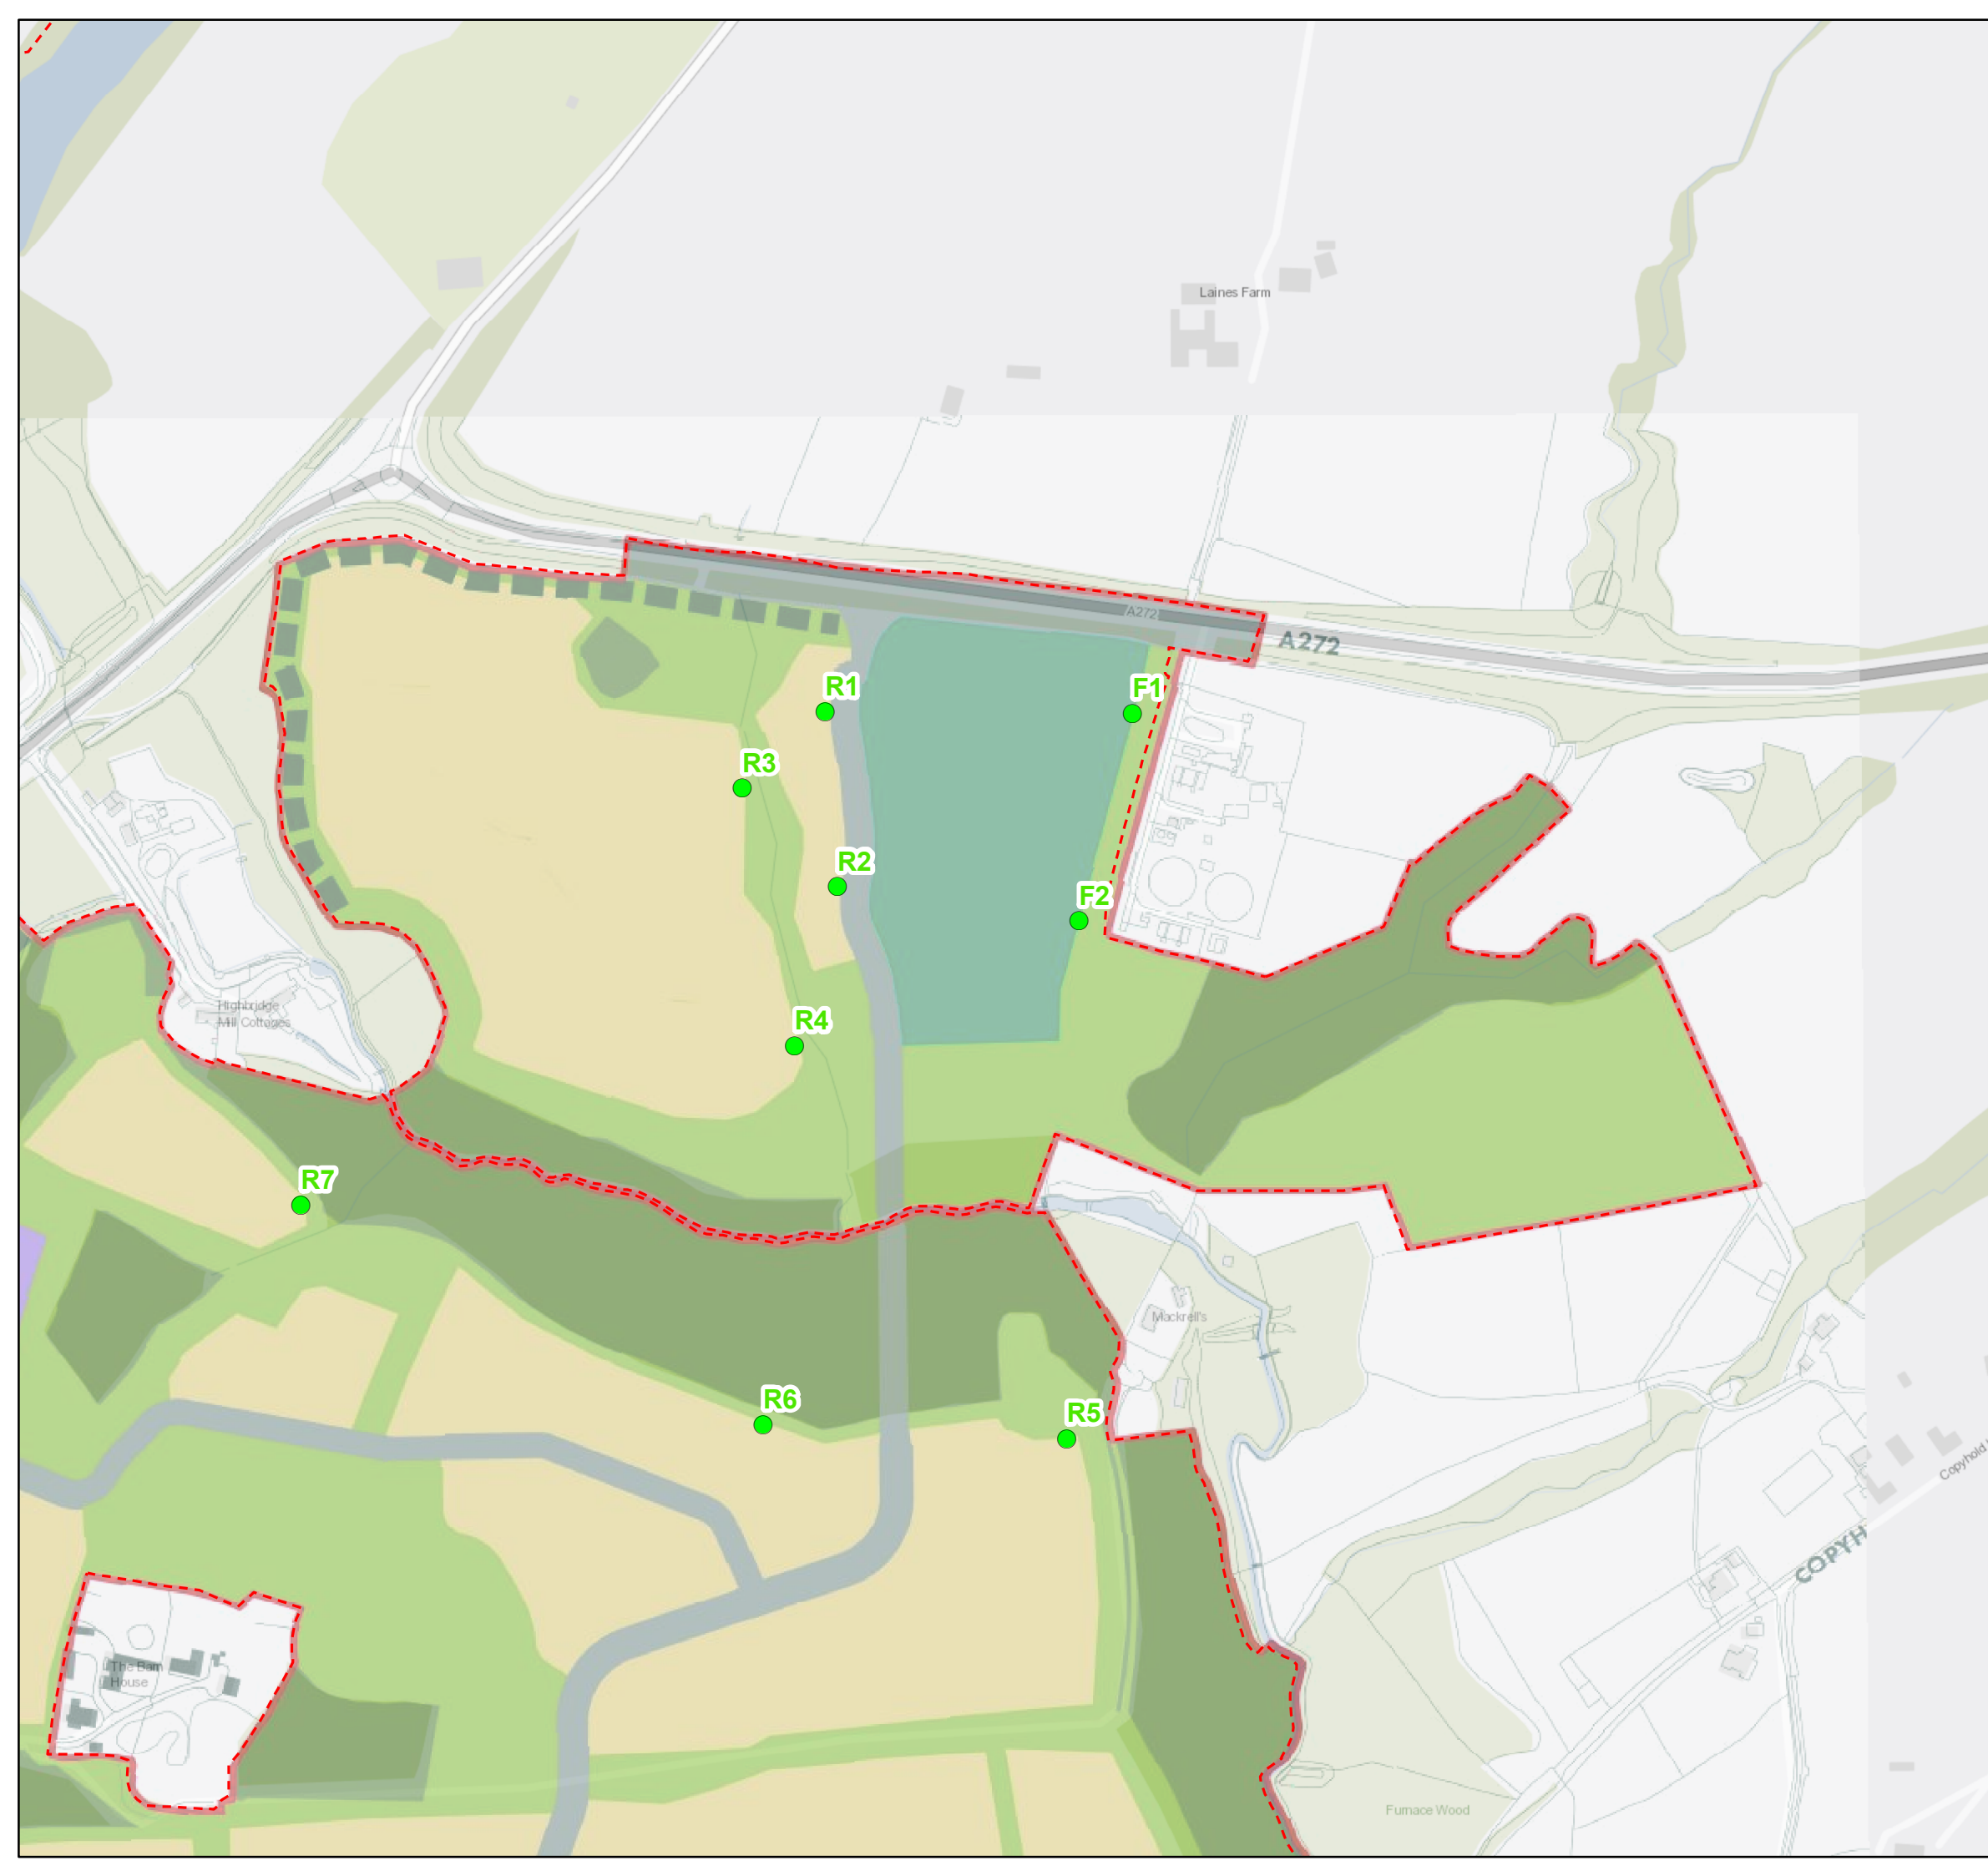 Laines Farm
A272
A272
R1
F1
R3
R2
F2
Highbridge
Mill Cottages
R4
R7
Mackrell's
R6
R5
Copyhold
COPYH
The Barn
House
Furnace Wood